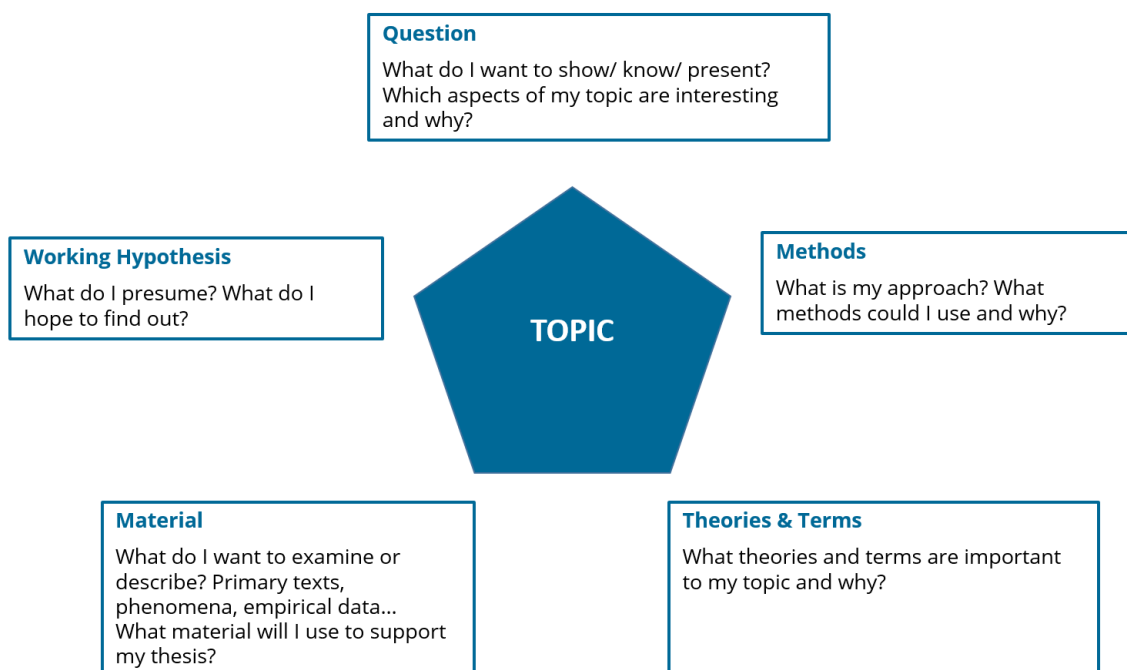 Question
What do I want to show/ know/ present?
Which aspects of my topic are interesting
and why?
Working Hypothesis
What do I presume? What do I
hope to find out?
Methods
What is my approach? What
methods could I use and why?
TOPIC
Material
What do I want to examine or
describe? Primary texts,
phenomena, empirical data...
What material will I use to support
my thesis?
Theories & Terms
What theories and terms are important
to my topic and why?